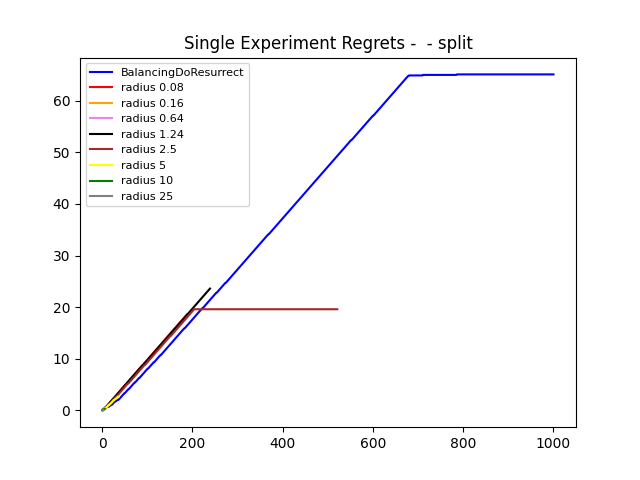 Single Experiment Regrets -  - split
BalancingDoResurrect
radius 0.08
radius 0.16
radius 0.64
radius 1.24
radius 2.5
radius 5
radius 10
radius 25
60
50
40
30
20
10
0
0 200 400 600 800 1000